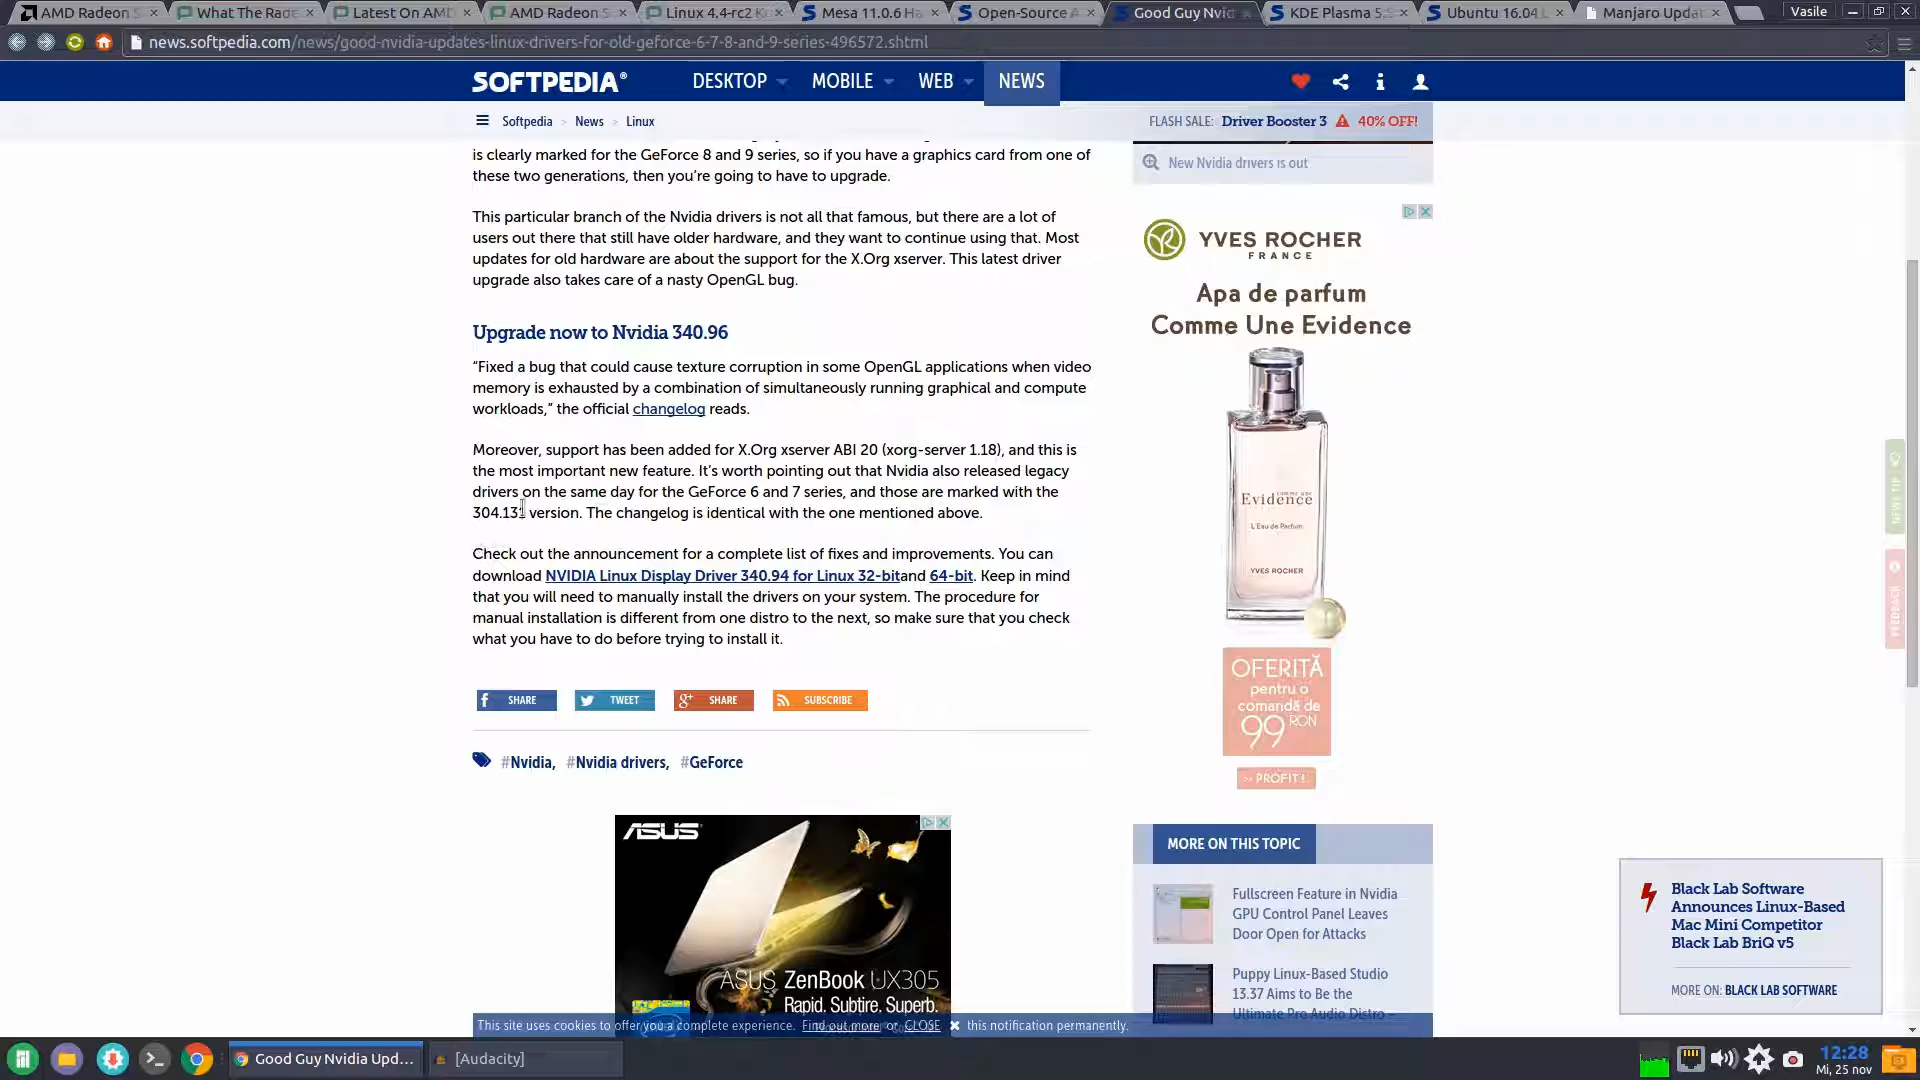 AMD Radeon S
What The Rade
Latest On AMD
AMD Radeon S
Linux 4.4-rc2 K
Mesa 11.0.6 Ha
Open-Source A
Good Guy Nvid
KDE Plasma 5.5
Ubuntu 16.04 L
Manjaro Updat
Vasile
news.softpedia.com/news/good-nvidia-updates-linux-drivers-for-old-geforce-6-7-8-and-9-series-496572.shtml
SOFTPEDIA®
DESKTOP
MOBILE
WEB
NEWS
Softpedia > News > Linux
FLASH SALE: Driver Booster 3 40% OFF!
is clearly marked for the GeForce 8 and 9 series, so if you have a graphics card from one of
these two generations, then you're going to have to upgrade.
New Nvidia drivers is out
This particular branch of the Nvidia drivers is not all that famous, but there are a lot of
users out there that still have older hardware, and they want to continue using that. Most
updates for old hardware are about the support for the X.Org xserver. This latest driver
upgrade also takes care of a nasty OpenGL bug.
Upgrade now to Nvidia 340.96
“Fixed a bug that could cause texture corruption in some OpenGL applications when video
memory is exhausted by a combination of simultaneously running graphical and compute
workloads,” the official changelog reads.
Moreover, support has been added for X.Org xserver ABI 20 (xorg-server 1.18), and this is
the most important new feature. It’s worth pointing out that Nvidia also released legacy
drivers on the same day for the GeForce 6 and 7 series, and those are marked with the
version. The changelog is identical with the one mentioned above.
Check out the announcement for a complete list of fixes and improvements. You can
download NVIDIA Linux Display Driver 340.94 for Linux 32-bitand 64-bit. Keep in mind
that you will need to manually install the drivers on your system. The procedure for
manual installation is different from one distro to the next, so make sure that you check
what you have to do before trying to install it.
SHARE
TWEET
SHARE
SUBSCRIBE
#Nvidia, #Nvidia drivers, #GeForce
YVES ROCHER
FRANCE
Apa de parfum
Comme Une Evidence
comme une
Evidence
L'Eau de Parfum
YVES ROCHER
OFERITĂ
pentru o
comandă de
99 RON
>> PROFIT!
NEWS TIP
FEEDBACK
ASUS
ASUS ZenBook UX305
Rapid. Subtire. Superb.
MORE ON THIS TOPIC
Fullscreen Feature in Nvidia
GPU Control Panel Leaves
Door Open for Attacks
Puppy Linux-Based Studio
13.37 Aims to Be the
Ultimate Pro Audio Distro –
Black Lab Software
Announces Linux-Based
Mac Mini Competitor
Black Lab BriQ v5
MORE ON: BLACK LAB SOFTWARE
This site uses cookies to offer you a complete experience. Find out more or CLOSE ✖ this notification permanently.
Good Guy Nvidia Upd...
[Audacity]
12:28
Mi, 25 nov